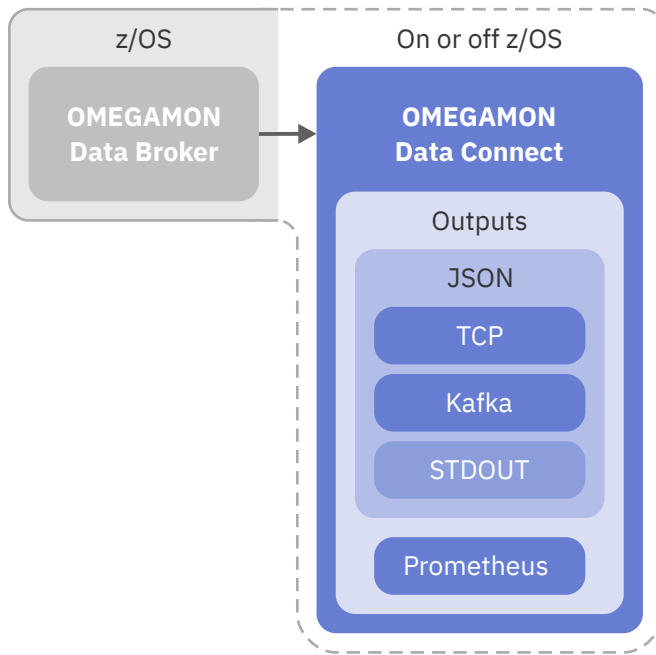 z/OS
OMEGAMON
Data Broker
On or off z/OS
OMEGAMON
Data Connect
Outputs
JSON
TCP
Kafka
STDOUT
Prometheus